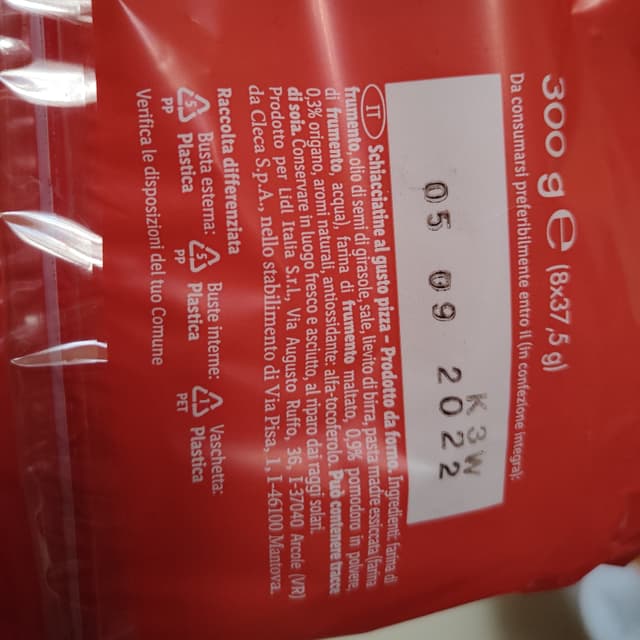 300 g e (8x37,5 g)
Da consumarsi preferibilmente entro il (in confezione integra):
K3W
05 09 2022
IT Schiacciatine al gusto pizza – Prodotto da forno. Ingredienti: farina di
frumento, olio di semi di girasole, sale, lievito di birra, pasta madre essiccata (farina
di frumento, acqua), farina di frumento maltato, 0,9% pomodoro in polvere,
0,3% origano, aromi naturali, antiossidante: alfa-tocoferolo. Può contenere tracce
di soia. Conservare in luogo fresco e asciutto, al riparo dai raggi solari.
Prodotto per Lidl Italia S.r.l., Via Augusto Ruffo, 36, I-37040 Arcole (VR)
da Cleca S.p.A., nello stabilimento di Via Pisa, 1, I-46100 Mantova.
Raccolta differenziata
5 PP Busta esterna: Plastica
5 PP Buste interne: Plastica
1 PET Vaschetta: Plastica
Verifica le disposizioni del tuo Comune